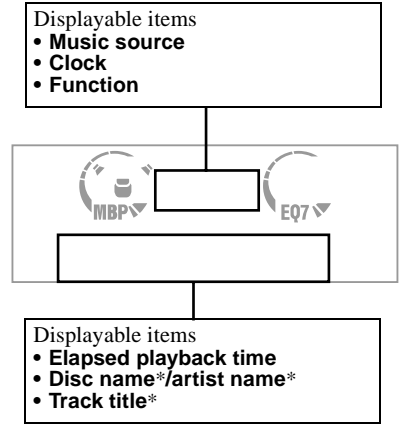 Displayable items
• Music source
• Clock
• Function
MBP EQ7
Displayable items
• Elapsed playback time
• Disc name*/artist name*
• Track title*